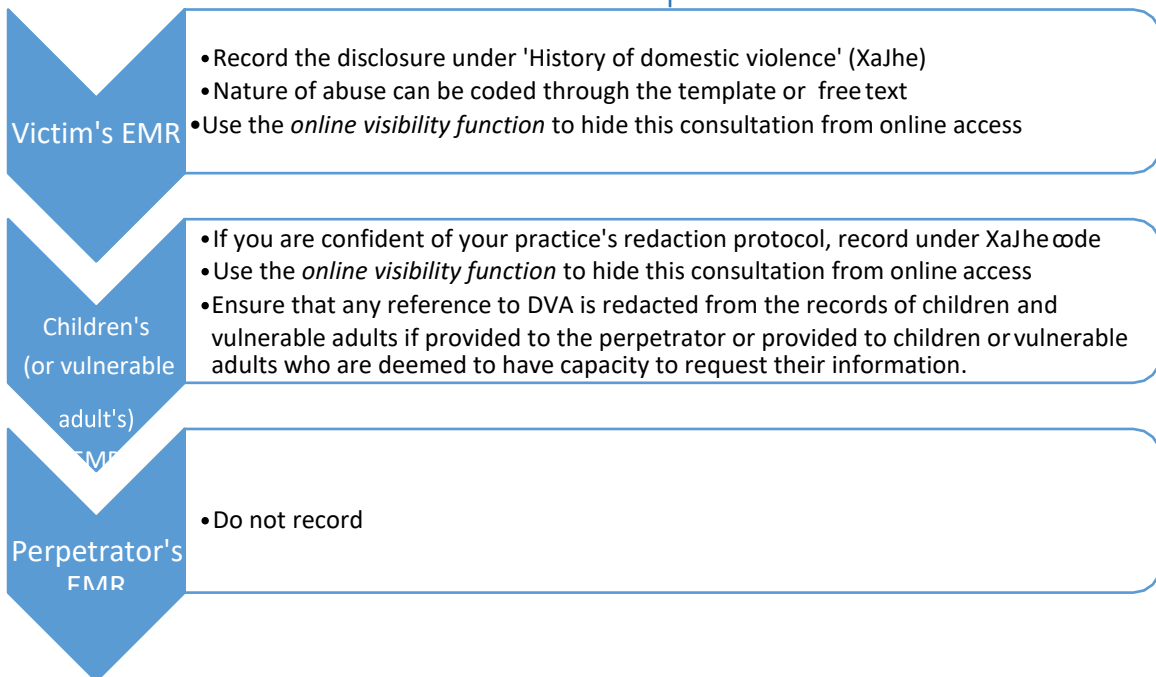 • Record the disclosure under 'History of domestic violence' (XaJhe)
• Nature of abuse can be coded through the template or free text
Victim's EMR
• Use the online visibility function to hide this consultation from online access
• If you are confident of your practice's redaction protocol, record under XaJhe code
• Use the online visibility function to hide this consultation from online access
• Ensure that any reference to DVA is redacted from the records of children and
vulnerable adults if provided to the perpetrator or provided to children or vulnerable
adults who are deemed to have capacity to request their information.
Children's
(or vulnerable
adult's)
EMR
• Do not record
Perpetrator's
EMR